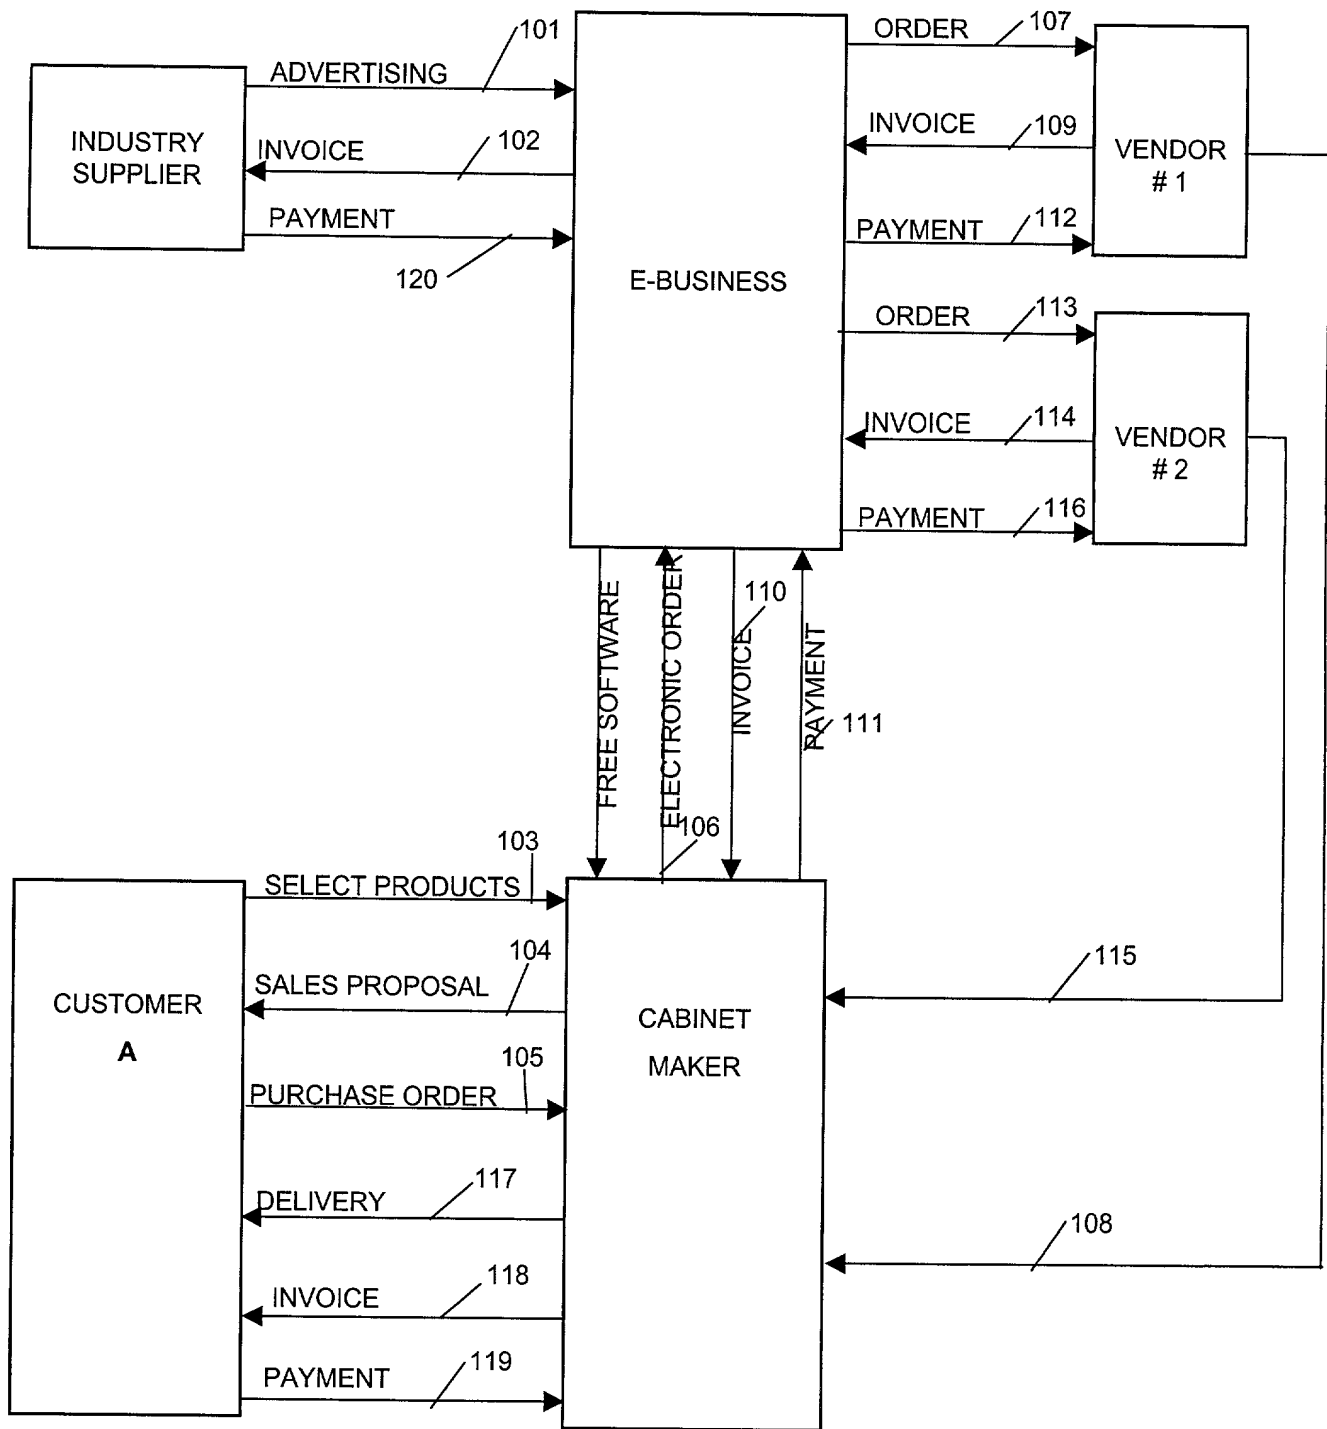 101
ADVERTISING
INDUSTRY
SUPPLIER
INVOICE
102
PAYMENT
120
E-BUSINESS
ORDER
107
INVOICE
109
PAYMENT
112
VENDOR
# 1
ORDER
113
INVOICE
114
PAYMENT
116
VENDOR
# 2
FREE SOFTWARE
ELECTRONIC ORDER
106
INVOICE
110
PAYMENT
111
103
SELECT PRODUCTS
104
SALES PROPOSAL
105
PURCHASE ORDER
CUSTOMER
A
CABINET
MAKER
115
117
DELIVERY
108
118
INVOICE
119
PAYMENT